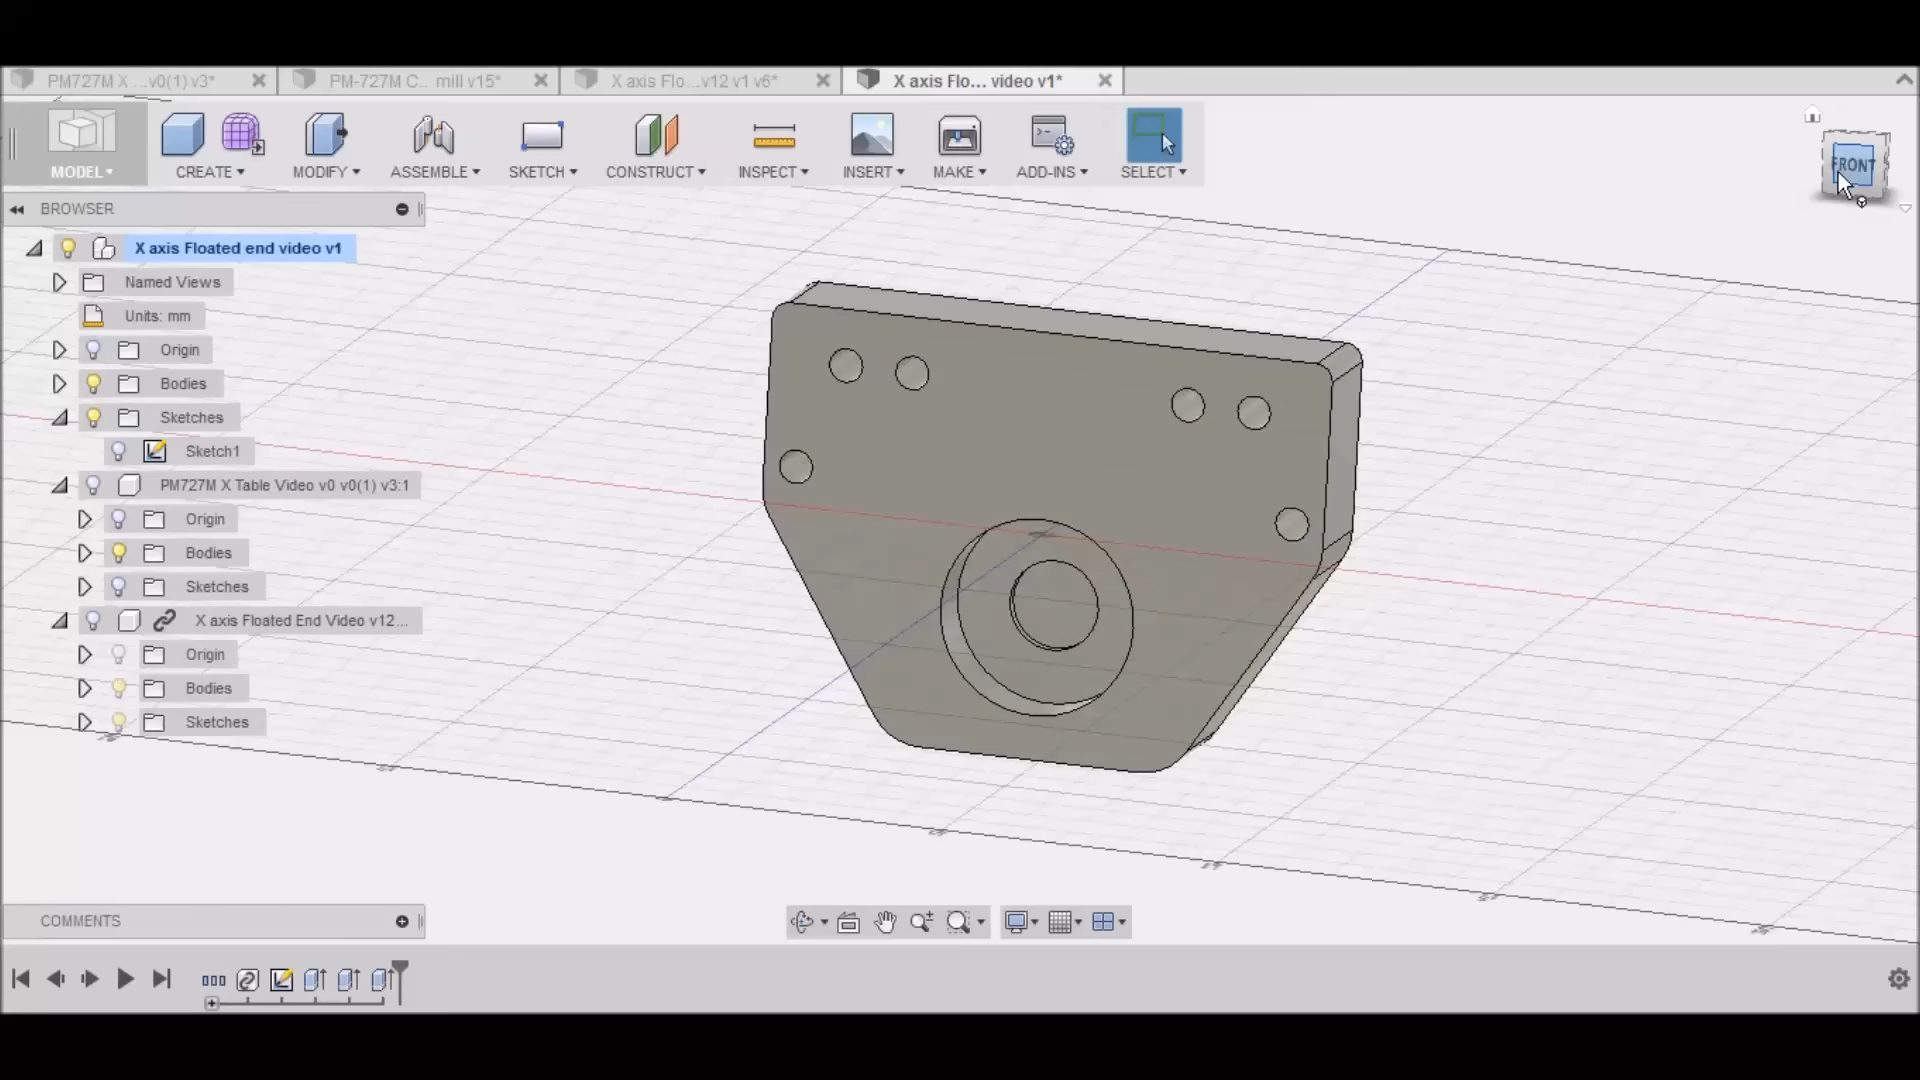 PM727M X ...v0(1) v3*
PM-727M C... mill v15*
X axis Flo...v12 v1 v6*
X axis Flo... video v1*
MODEL
CREATE
MODIFY
ASSEMBLE
SKETCH
CONSTRUCT
INSPECT
INSERT
MAKE
ADD-INS
SELECT
FRONT
BROWSER
X axis Floated end video v1
Named Views
Units: mm
Origin
Bodies
Sketches
Sketch1
PM727M X Table Video v0 v0(1) v3:1
Origin
Bodies
Sketches
X axis Floated End Video v12...
Origin
Bodies
Sketches
COMMENTS